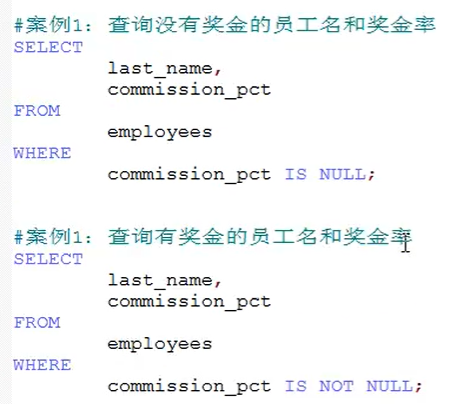 #案例1：查询没有奖金的员工名和奖金率
SELECT
last_name,
commission_pct
FROM
employees
WHERE
commission_pct IS NULL;
#案例1：查询有奖金的员工名和奖金率
SELECT
last_name,
commission_pct
FROM
employees
WHERE
commission_pct IS NOT NULL;